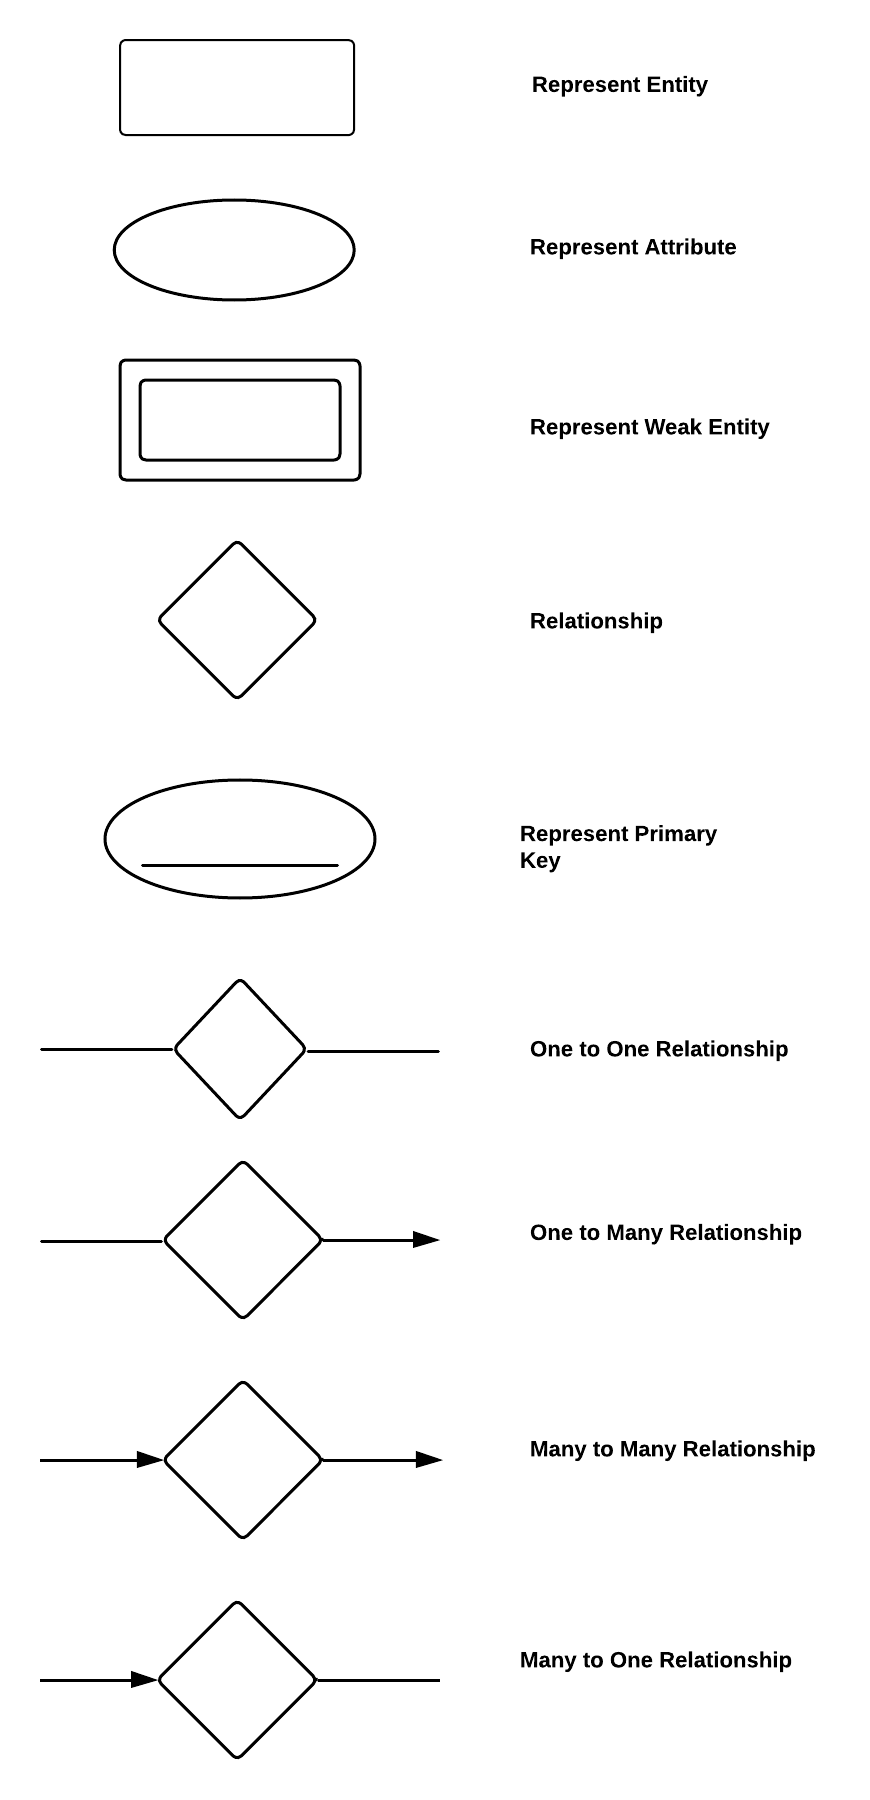 Represent Entity
Represent Attribute
Represent Weak Entity
Relationship
Represent Primary
Key
One to One Relationship
One to Many Relationship
Many to Many Relationship
Many to One Relationship